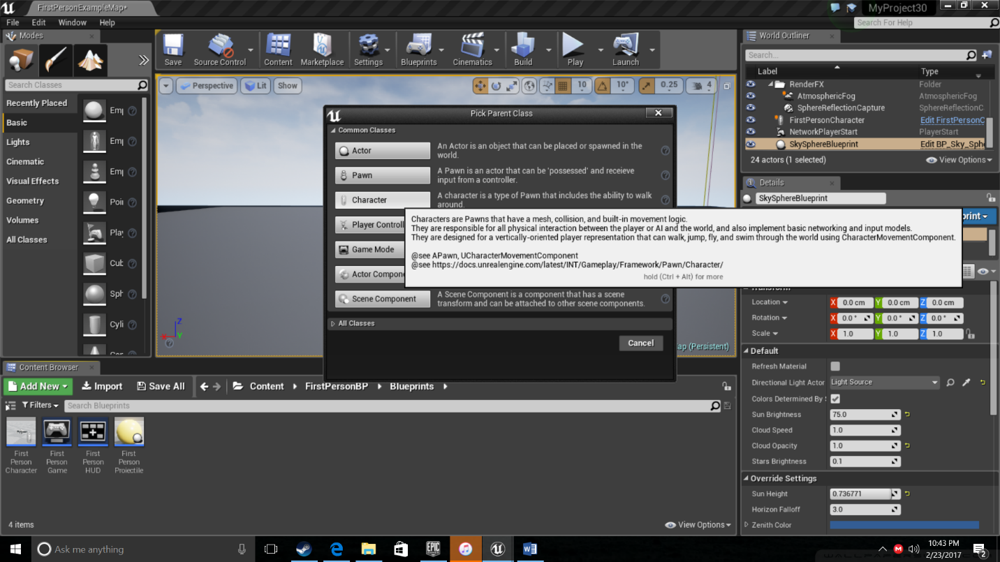 FirstPersonExampleMap*
MyProject30
File Edit Window Help
Search For Help
Modes
Search Classes
Recently Placed
Basic
Lights
Cinematic
Visual Effects
Geometry
Volumes
All Classes
Emp
Emp
Emp
Poi
Play
Cub
Sph
Cyli
Save
Source Control
Content
Marketplace
Settings
Blueprints
Cinematics
Build
Play
Launch
Perspective
Lit
Show
10
10°
0.25
4
Pick Parent Class
Common Classes
Actor
An Actor is an object that can be placed or spawned in the
world.
Pawn
A Pawn is an actor that can be 'possessed' and receieve
input from a controller.
Character
A character is a type of Pawn that includes the ability to walk
around.
Player Controll
Game Mode
Actor Compone
Characters are Pawns that have a mesh, collision, and built-in movement logic.
They are responsible for all physical interaction between the player or AI and the world, and also implement basic networking and input models.
They are designed for a vertically-oriented player representation that can walk, jump, fly, and swim through the world using CharacterMovementComponent.
@see APawn, UCharacterMovementComponent
@see https://docs.unrealengine.com/latest/INT/Gameplay/Framework/Pawn/Character/
hold (Ctrl + Alt) for more
Scene Component
A Scene Component is a component that has a scene
transform and can be attached to other scene components.
All Classes
Cancel
Z
Y
ap (Persistent)
World Outliner
Search...
Label Type
RenderFX Folder
AtmosphericFog AtmosphericFog
SphereReflectionCapture SphereReflectionC
FirstPersonCharacter Edit FirstPersonC
NetworkPlayerStart PlayerStart
SkySphereBlueprint Edit BP_Sky_Sphe
24 actors (1 selected)
View Options
Details
SkySphereBlueprint
print
Transform
Location X 0.0 cm Y 0.0 cm Z 0.0 cm
Rotation X 0.0 ° Y 0.0 ° Z 0.0 °
Scale X 1.0 Y 1.0 Z 1.0
Default
Refresh Material
Directional Light Actor Light Source
Colors Determined By S
Sun Brightness 75.0
Cloud Speed 1.0
Cloud Opacity 1.0
Stars Brightness 0.1
Override Settings
Sun Height 0.736771
Horizon Falloff 3.0
Zenith Color
Content Browser
Add New Import Save All Content FirstPersonBP Blueprints
Filters Search Blueprints
First
Person
Character
First
Person
Game
First
Person
HUD
First
Person
Projectile
4 items
View Options
Ask me anything
EPIC
GAMES
10:43 PM
2/23/2017
2